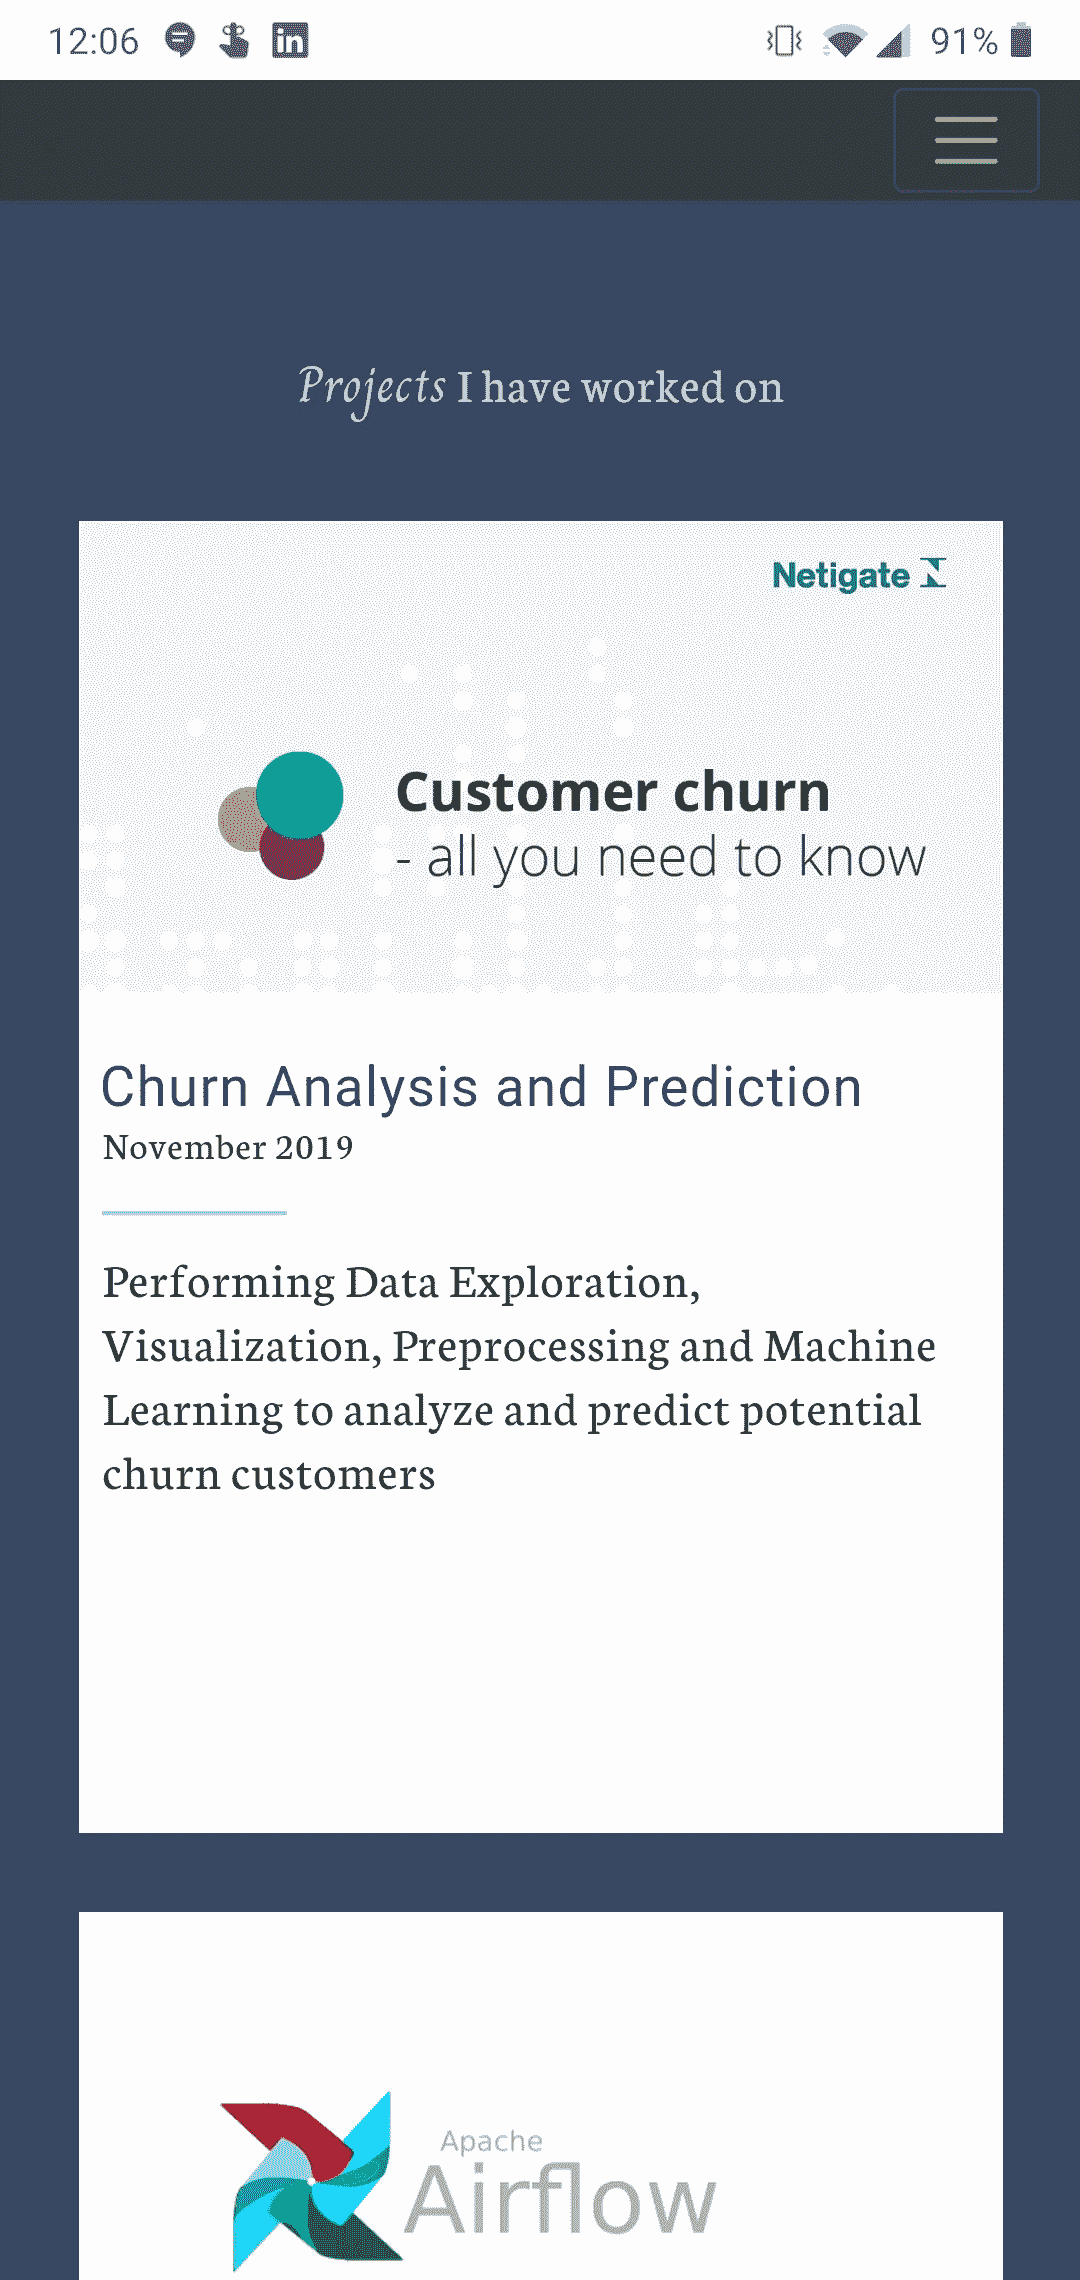 12:06
91%
Projects I have worked on
Netigate
Customer churn
- all you need to know
Churn Analysis and Prediction
November 2019
Performing Data Exploration,
Visualization, Preprocessing and Machine
Learning to analyze and predict potential
churn customers
Apache
Airflow